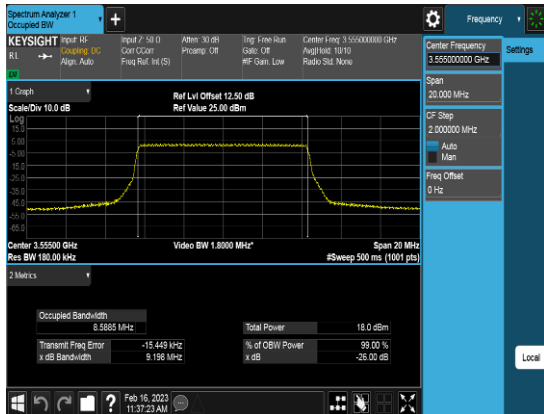 Spectrum Analyzer 1
Occupied BW
Frequency
KEYSIGHT
RL
Input: RF
Coupling: DC
Align: Auto
Input Z: 50 Ω
Corr CCorr
Freq Ref: Int (S)
Atten: 30 dB
Preamp: Off
Trig: Free Run
Gate: Off
#IF Gain: Low
Center Freq: 3.555000000 GHz
Avg|Hold: 10/10
Radio Std: None
Center Frequency
3.555000000 GHz
Settings
Span
20.000 MHz
CF Step
2.000000 MHz
Auto
Man
Freq Offset
0 Hz
Local
1 Graph
Scale/Div 10.0 dB
Ref Lvl Offset 12.50 dB
Ref Value 25.00 dBm
Log
15.0
5.00
-5.00
-15.0
-25.0
-35.0
-45.0
-55.0
-65.0
Center 3.55500 GHz
Res BW 180.00 kHz
Video BW 1.8000 MHz*
Span 20 MHz
#Sweep 500 ms (1001 pts)
2 Metrics
Occupied Bandwidth
8.5885 MHz
Total Power
18.0 dBm
Transmit Freq Error
-15.449 kHz
% of OBW Power
99.00 %
x dB Bandwidth
9.198 MHz
x dB
-26.00 dB
Feb 16, 2023
11:37:23 AM